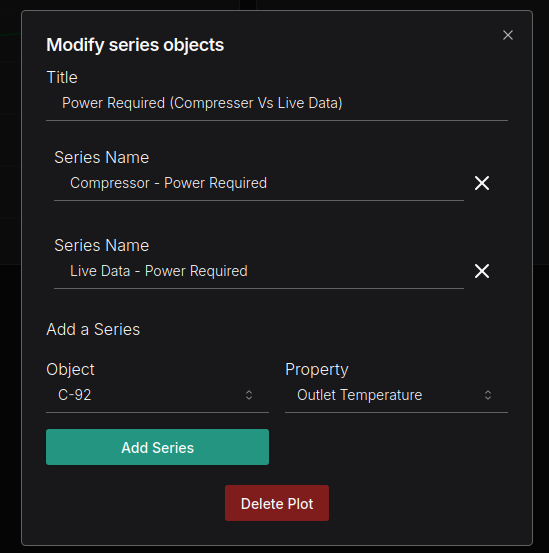 Modify series objects
Title
Power Required (Compresser Vs Live Data)
Series Name
Compressor - Power Required
Series Name
Live Data - Power Required
Add a Series
Object Property
C-92 Outlet Temperature
Add Series
Delete Plot